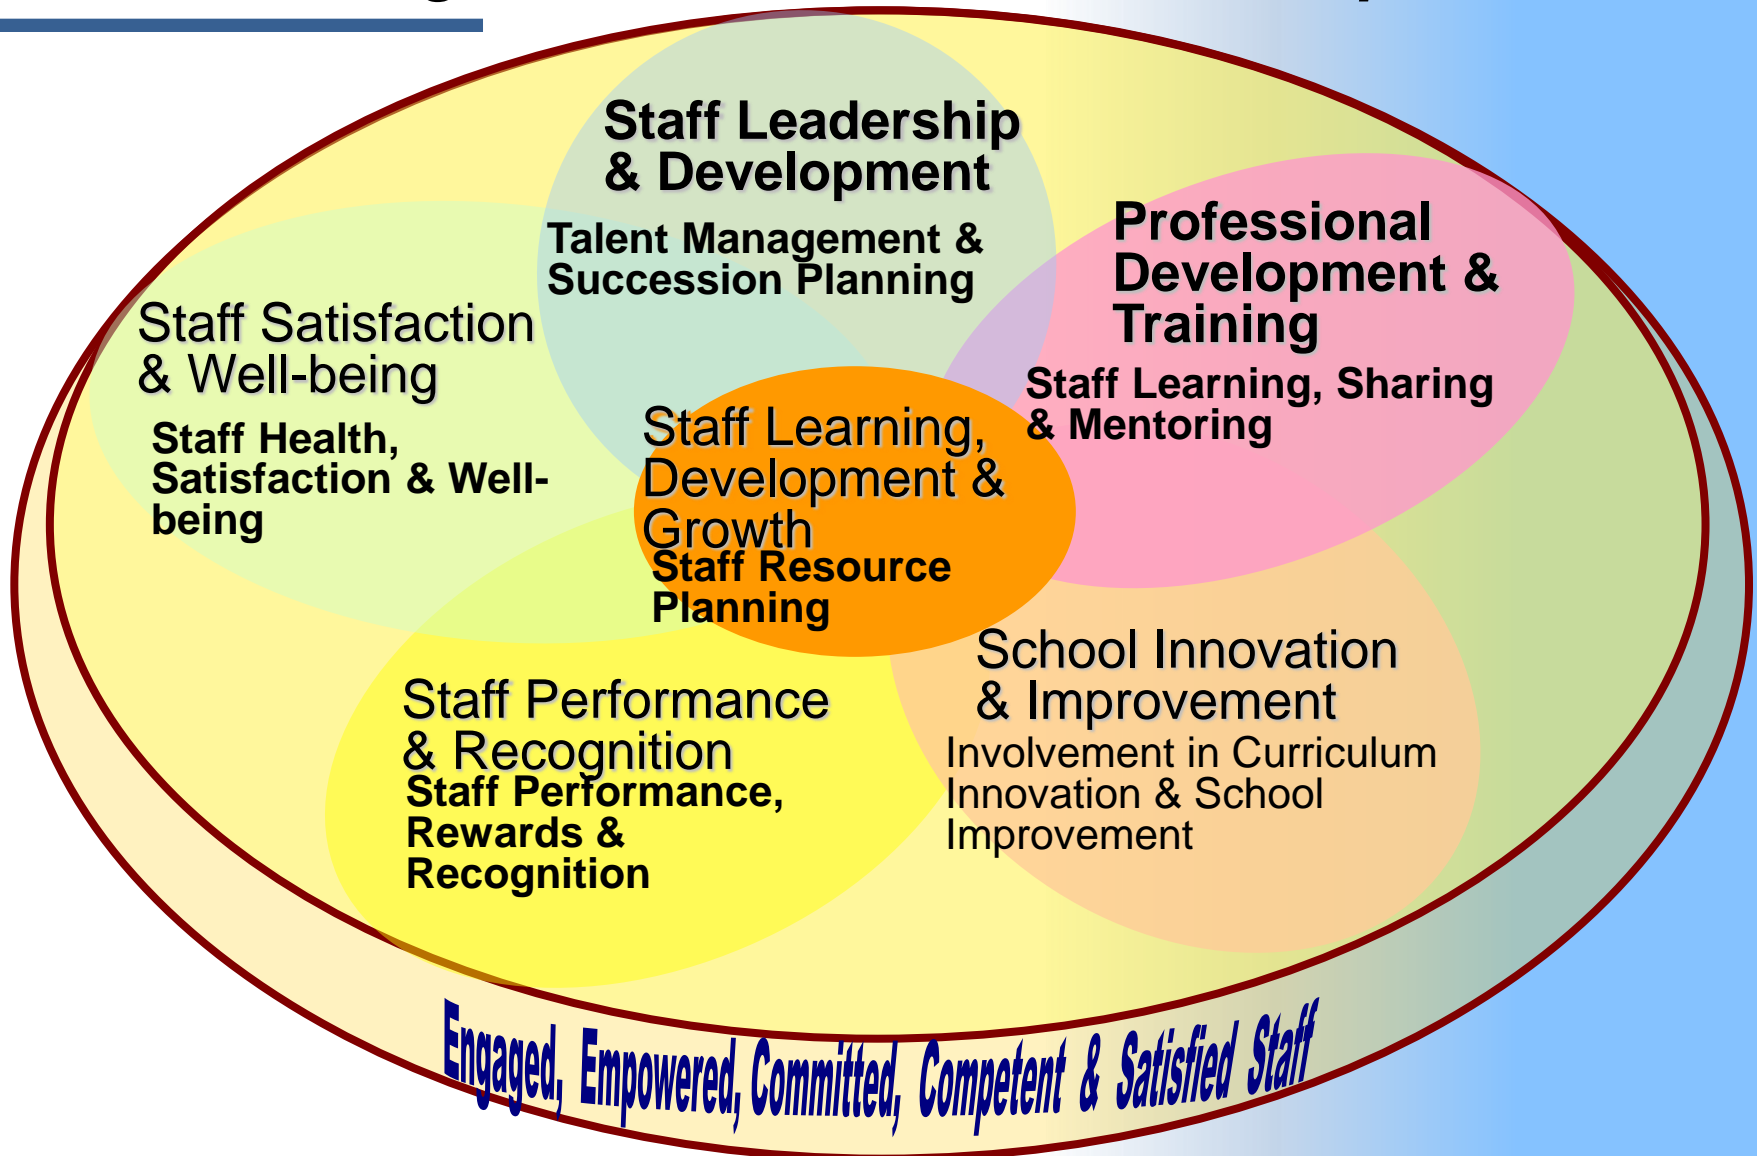 Staff Leadership
& Development
Talent Management &
Succession Planning
Professional
Development &
Training
Staff Learning, Sharing
& Mentoring
Staff Satisfaction
& Well-being
Staff Health,
Satisfaction & Well-
being
Staff Learning,
Development &
Growth
Staff Resource
Planning
School Innovation
& Improvement
Involvement in Curriculum
Innovation & School
Improvement
Staff Performance
& Recognition
Staff Performance,
Rewards &
Recognition
Engaged, Empowered, Committed, Competent & Satisfied Staff